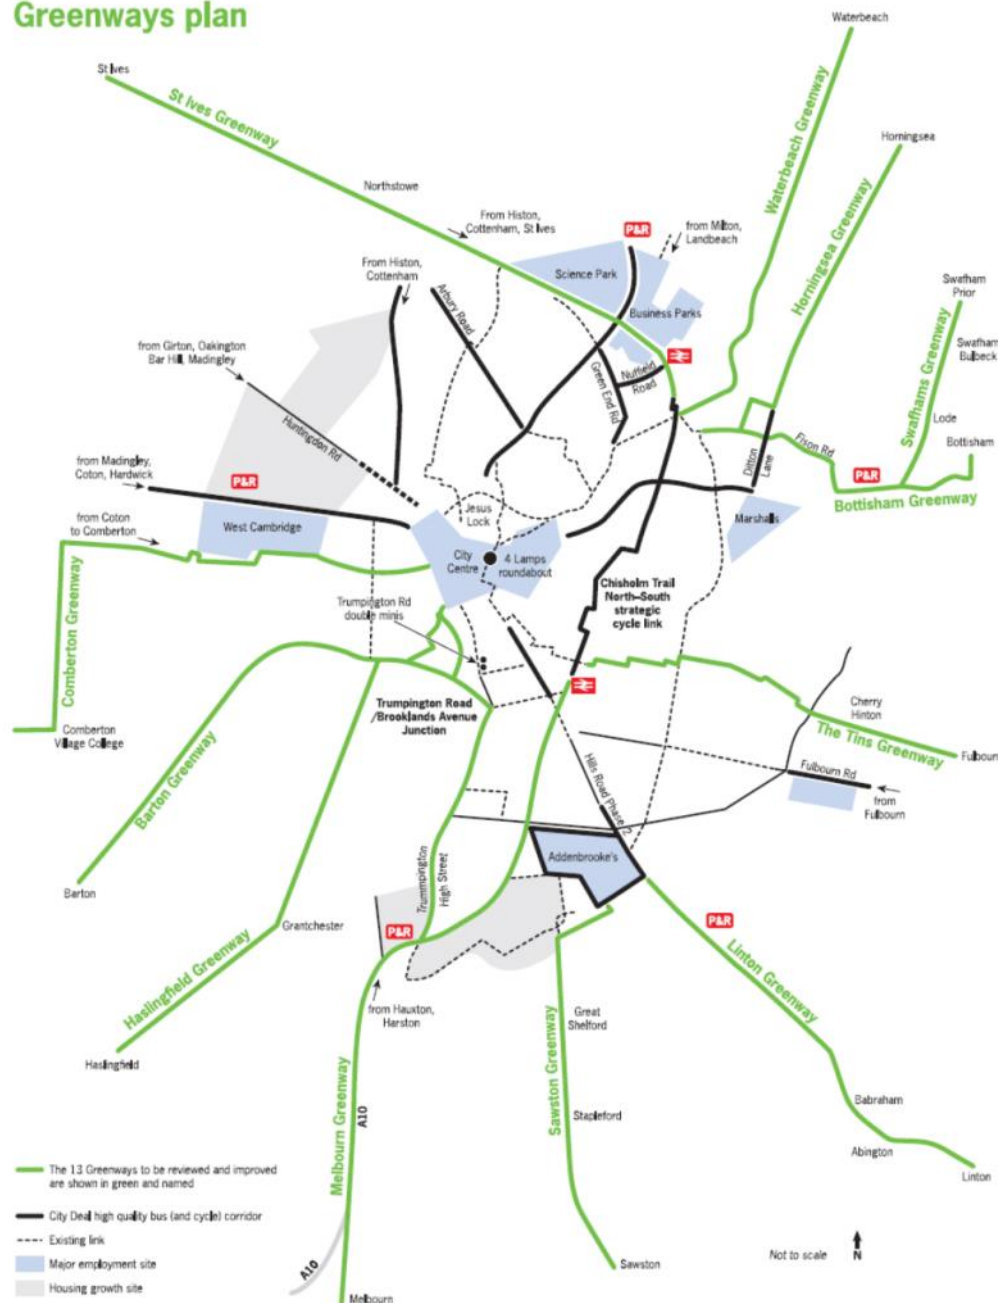 Greenways plan
Waterbeach
St Ives
St Ives Greenway
Waterbeach Greenway
Horningsea
Northstowe
From Histon,
Cottenham, St Ives
P&R
from Milton,
Landbeach
Horningsea Greenway
From Histon,
Cottenham
Science Park
Swafham
Prior
Arbury Road
Business Parks
Swafham
Bulbeck
from Girton, Oakington
Bar Hill, Madingley
Nuffield
Road
Green End Rd
Swafhams Greenway
Huntingdon Rd
Lode
Fison Rd
Bottisham
from Madingley,
Coton, Hardwick
P&R
Ditton
Lane
P&R
Bottisham Greenway
Jesus
Lock
Marshalls
from Coton
to Comberton
West Cambridge
City
Centre
4 Lamps
roundabout
Chisholm Trail
North–South
strategic
cycle link
Trumpington Rd
double minis
Comberton Greenway
Trumpington Road
/Brooklands Avenue
Junction
Cherry
Hinton
Comberton
Village College
The Tins Greenway
Fulbourn
Barton Greenway
Hills Road Phase 2
Fulbourn Rd
from
Fulbourn
Addenbrooke's
Trummpington
High Street
Barton
Grantchester
P&R
P&R
Linton Greenway
Haslingfield Greenway
from Hauxton,
Harston
Great
Shelford
Haslingfield
Sawston Greenway
Melbourn Greenway
A10
Babraham
Stapleford
Abington
Linton
The 13 Greenways to be reviewed and improved
are shown in green and named
City Deal high quality bus (and cycle) corridor
Existing link
Major employment site
Housing growth site
A10
Not to scale
N
Sawston
Melbourn